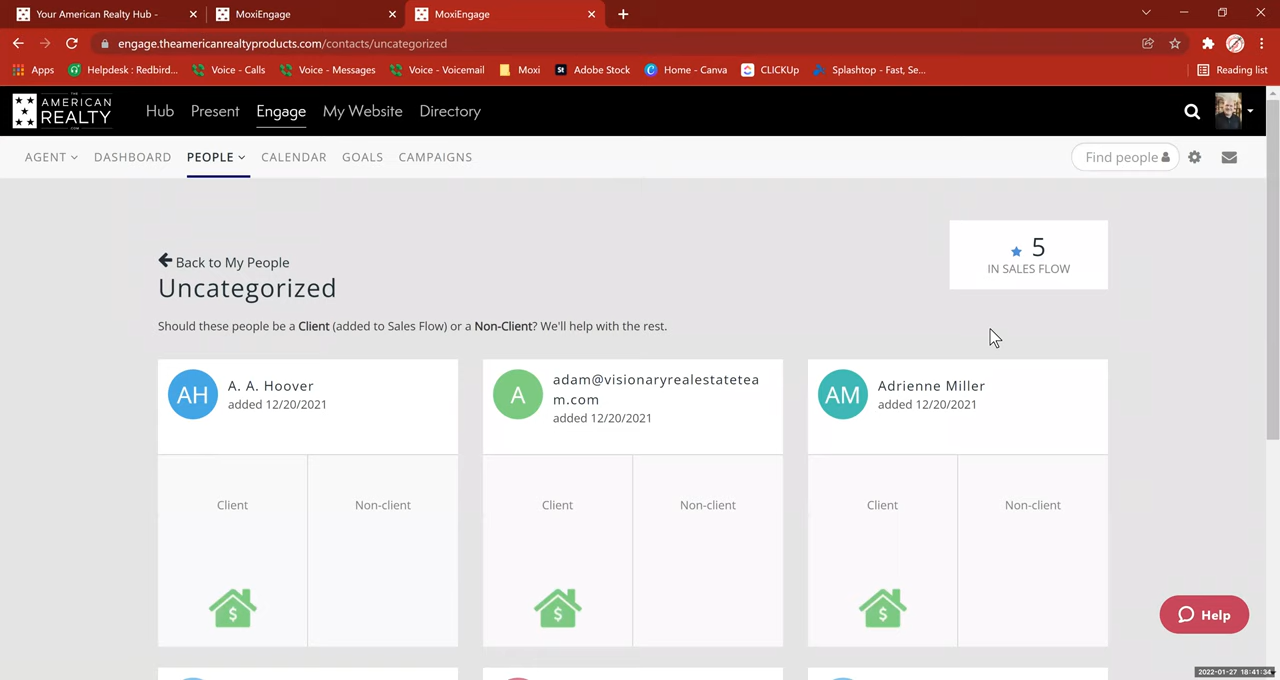 Your American Realty Hub -
MoxiEngage
MoxiEngage
engage.theamericanrealtyproducts.com/contacts/uncategorized
Apps
Helpdesk : Redbird...
Voice - Calls
Voice - Messages
Voice - Voicemail
Moxi
St
Adobe Stock
C
Home - Canva
CLICKUp
Splashtop - Fast, Se...
Reading list
THE
AMERICAN
REALTY
.COM
Hub
Present
Engage
My Website
Directory
AGENT
DASHBOARD
PEOPLE
CALENDAR
GOALS
CAMPAIGNS
Find people
5
IN SALES FLOW
Back to My People
Uncategorized
Should these people be a Client (added to Sales Flow) or a Non-Client? We'll help with the rest.
AH
A. A. Hoover
added 12/20/2021
Client
Non-client
$
A
adam@visionaryrealestatetea
m.com
added 12/20/2021
Client
Non-client
$
AM
Adrienne Miller
added 12/20/2021
Client
Non-client
$
Help
2022-01-27 18:41:34